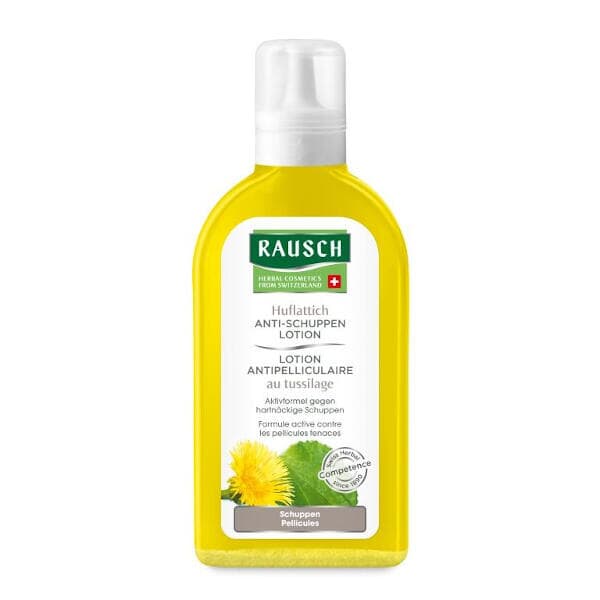 RAUSCH
HERBAL COSMETICS
FROM SWITZERLAND
Huflattich
ANTI-SCHUPPEN
LOTION
LOTION
ANTIPELLICULAIRE
au tussilage
Aktivformel gegen
hartnäckige Schuppen
Formule active contre
les pellicules tenaces
Swiss Herbal
Competence
since 1890
Schuppen
Pellicules